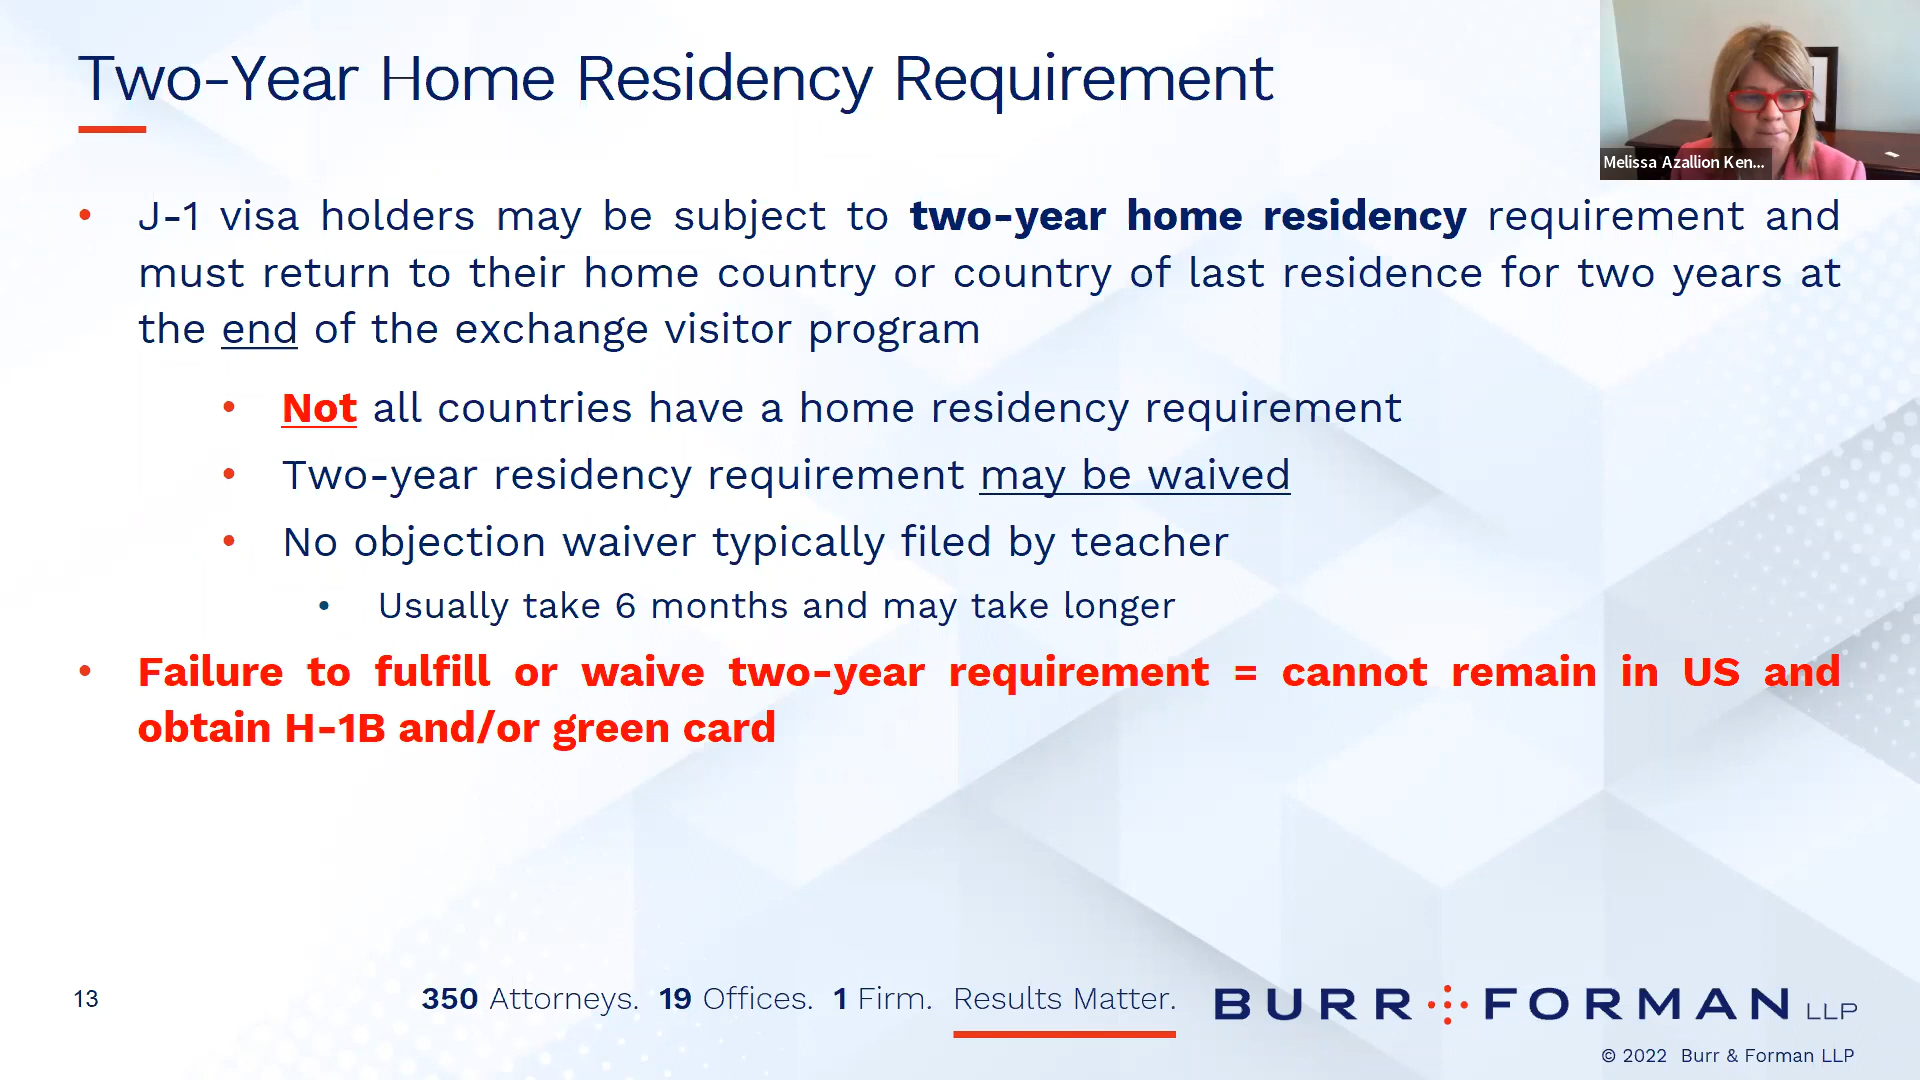 Two-Year Home Residency Requirement
Melissa Azallion Ken...
• J-1 visa holders may be subject to two-year home residency requirement and
must return to their home country or country of last residence for two years at
the end of the exchange visitor program
• Not all countries have a home residency requirement
• Two-year residency requirement may be waived
• No objection waiver typically filed by teacher
• Usually take 6 months and may take longer
• Failure to fulfill or waive two-year requirement = cannot remain in US and
obtain H-1B and/or green card
13
350 Attorneys. 19 Offices. 1 Firm. Results Matter.
BURR FORMAN LLP
© 2022 Burr & Forman LLP